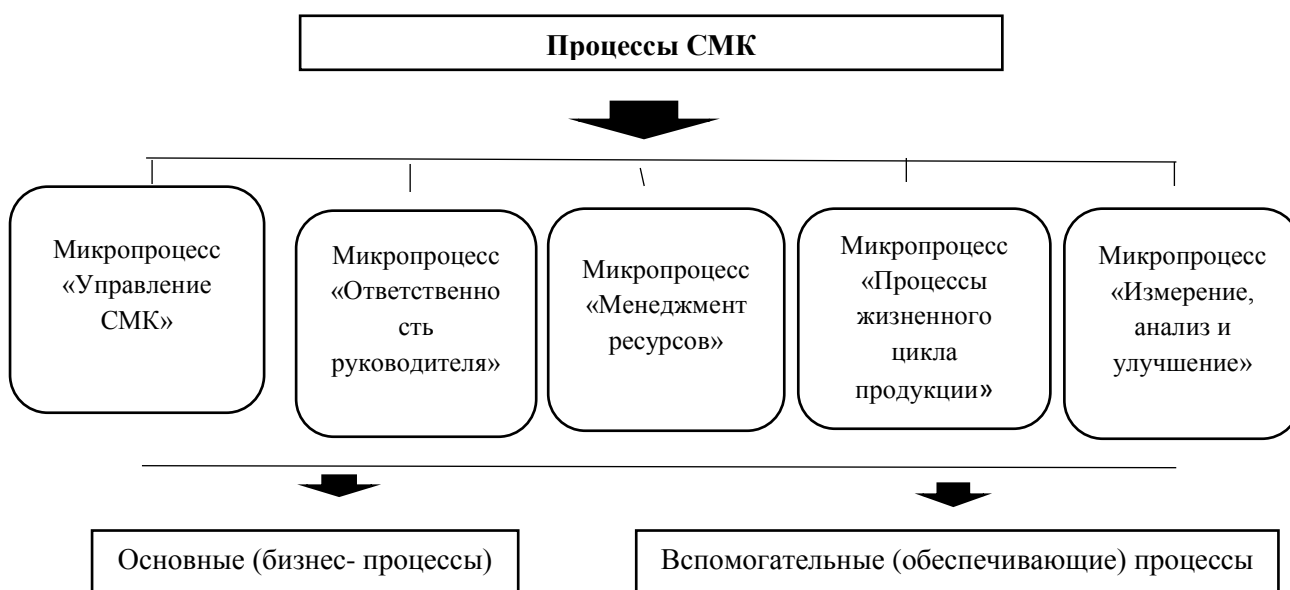 Процессы СМК
Микропроцесс
«Управление
СМК»
Микропроцесс
«Ответственно
сть
руководителя»
Микропроцесс
«Менеджмент
ресурсов»
Микропроцесс
«Процессы
жизненного
цикла
продукции»
Микропроцесс
«Измерение,
анализ и
улучшение»
Основные (бизнес- процессы)
Вспомогательные (обеспечивающие) процессы